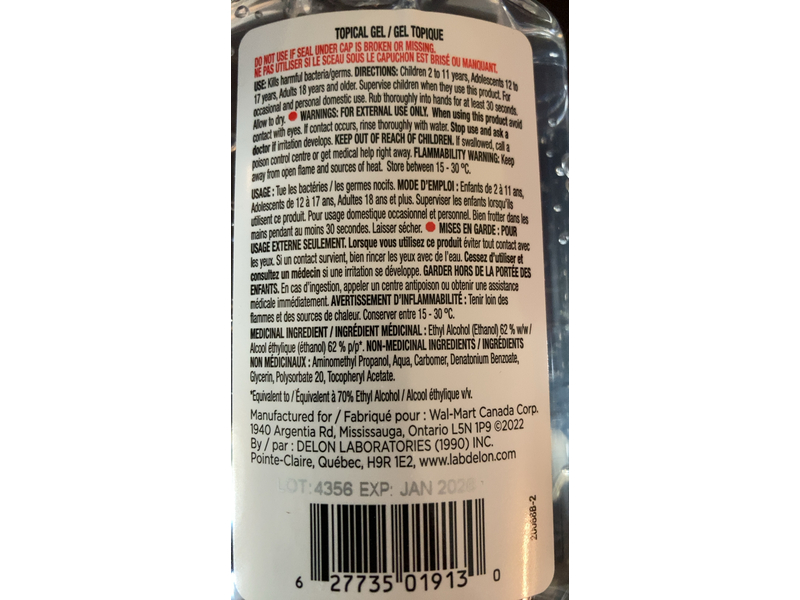 TOPICAL GEL / GEL TOPIQUE
DO NOT USE IF SEAL UNDER CAP IS BROKEN OR MISSING.
NE PAS UTILISER SI LE SCEAU SOUS LE CAPUCHON EST BRISÉ OU MANQUANT.
USE: Kills harmful bacteria/germs. DIRECTIONS: Children 2 to 11 years, Adolescents 12 to
17 years, Adults 18 years and older. Supervise children when they use this product. For
occasional and personal domestic use. Rub thoroughly into hands for at least 30 seconds.
Allow to dry. ● WARNINGS: FOR EXTERNAL USE ONLY. When using this product avoid
contact with eyes. If contact occurs, rinse thoroughly with water. Stop use and ask a
doctor if irritation develops. KEEP OUT OF REACH OF CHILDREN. If swallowed, call a
poison control centre or get medical help right away. FLAMMABILITY WARNING: Keep
away from open flame and sources of heat. Store between 15 - 30 ºC.
USAGE : Tue les bactéries / les germes nocifs. MODE D'EMPLOI : Enfants de 2 à 11 ans,
Adolescents de 12 à 17 ans, Adultes 18 ans et plus. Superviser les enfants lorsqu'ils
utilisent ce produit. Pour usage domestique occasionnel et personnel. Bien frotter dans les
mains pendant au moins 30 secondes. Laisser sécher. ● MISES EN GARDE : POUR
USAGE EXTERNE SEULEMENT. Lorsque vous utilisez ce produit éviter tout contact avec
les yeux. Si un contact survient, bien rincer les yeux avec de l'eau. Cessez d'utiliser et
consultez un médecin si une irritation se développe. GARDER HORS DE LA PORTÉE DES
ENFANTS. En cas d'ingestion, appeler un centre antipoison ou obtenir une assistance
médicale immédiatement. AVERTISSEMENT D'INFLAMMABILITÉ : Tenir loin des
flammes et des sources de chaleur. Conserver entre 15 - 30 ºC.
MEDICINAL INGREDIENT / INGRÉDIENT MÉDICINAL : Ethyl Alcohol (Ethanol) 62 % w/w /
Alcool éthylique (éthanol) 62 % p/p*. NON-MEDICINAL INGREDIENTS / INGRÉDIENTS
NON MÉDICINAUX : Aminomethyl Propanol, Aqua, Carbomer, Denatonium Benzoate,
Glycerin, Polysorbate 20, Tocopheryl Acetate.
*Equivalent to / Équivalent à 70% Ethyl Alcohol / Alcool éthylique v/v.
Manufactured for / Fabriqué pour : Wal-Mart Canada Corp.
1940 Argentia Rd, Mississauga, Ontario L5N 1P9 ©2022
By / par : DELON LABORATORIES (1990) INC.
Pointe-Claire, Québec, H9R 1E2, www.labdelon.com
LOT: 4356 EXP: JAN
6 27735 01913 0